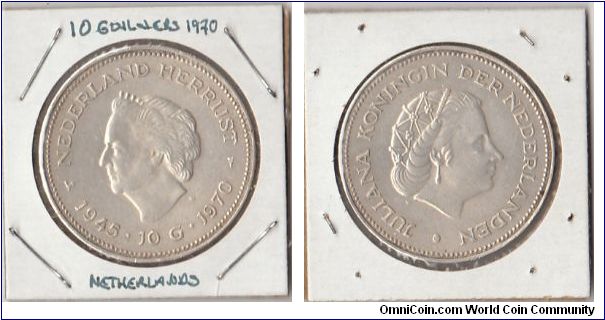 10 GUILDERS 1970
NEDERLAND HERRIJST
1945 · 10 G · 1970
NETHERLANDS
JULIANA KONINGIN DER NEDERLANDEN
OmniCoin.com World Coin Community